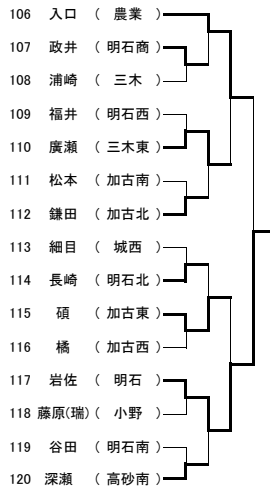 106 入口 ( 農業 )
107 政井 ( 明石商 )
108 浦崎 ( 三木 )
109 福井 ( 明石西 )
110 廣瀬 ( 三木東 )
111 松本 ( 加古南 )
112 鎌田 ( 加古北 )
113 細目 ( 城西 )
114 長崎 ( 明石北 )
115 碩 ( 加古東 )
116 橘 ( 加古西 )
117 岩佐 ( 明石 )
118 藤原(瑞) ( 小野 )
119 谷田 ( 明石南 )
120 深瀬 ( 高砂南 )